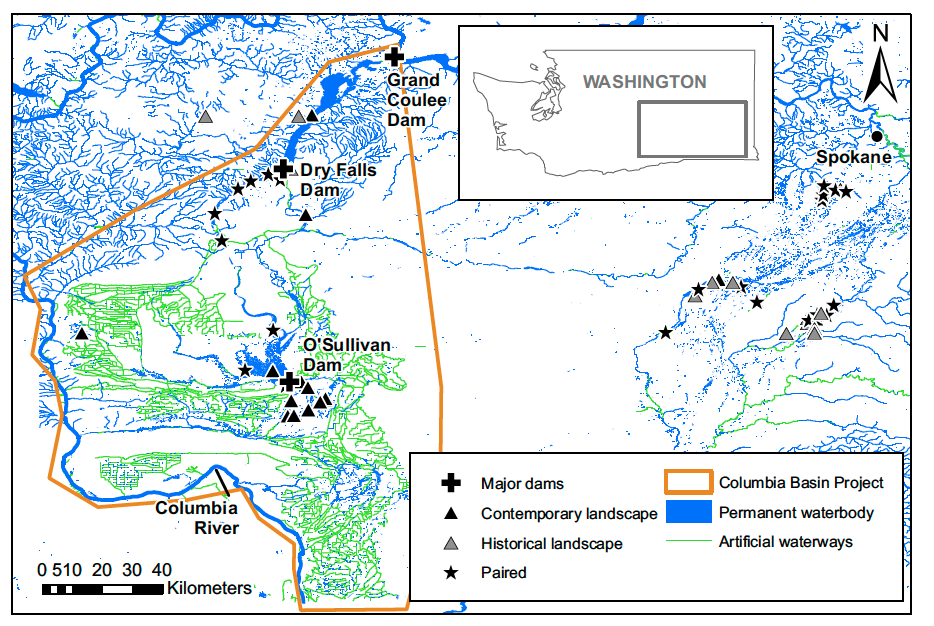 N
WASHINGTON
Grand
Coulee
Dam
Spokane
Dry Falls
Dam
O'Sullivan
Dam
Columbia
River
Major dams
Contemporary landscape
Historical landscape
Paired
Columbia Basin Project
Permanent waterbody
Artificial waterways
0 510 20 30 40
Kilometers